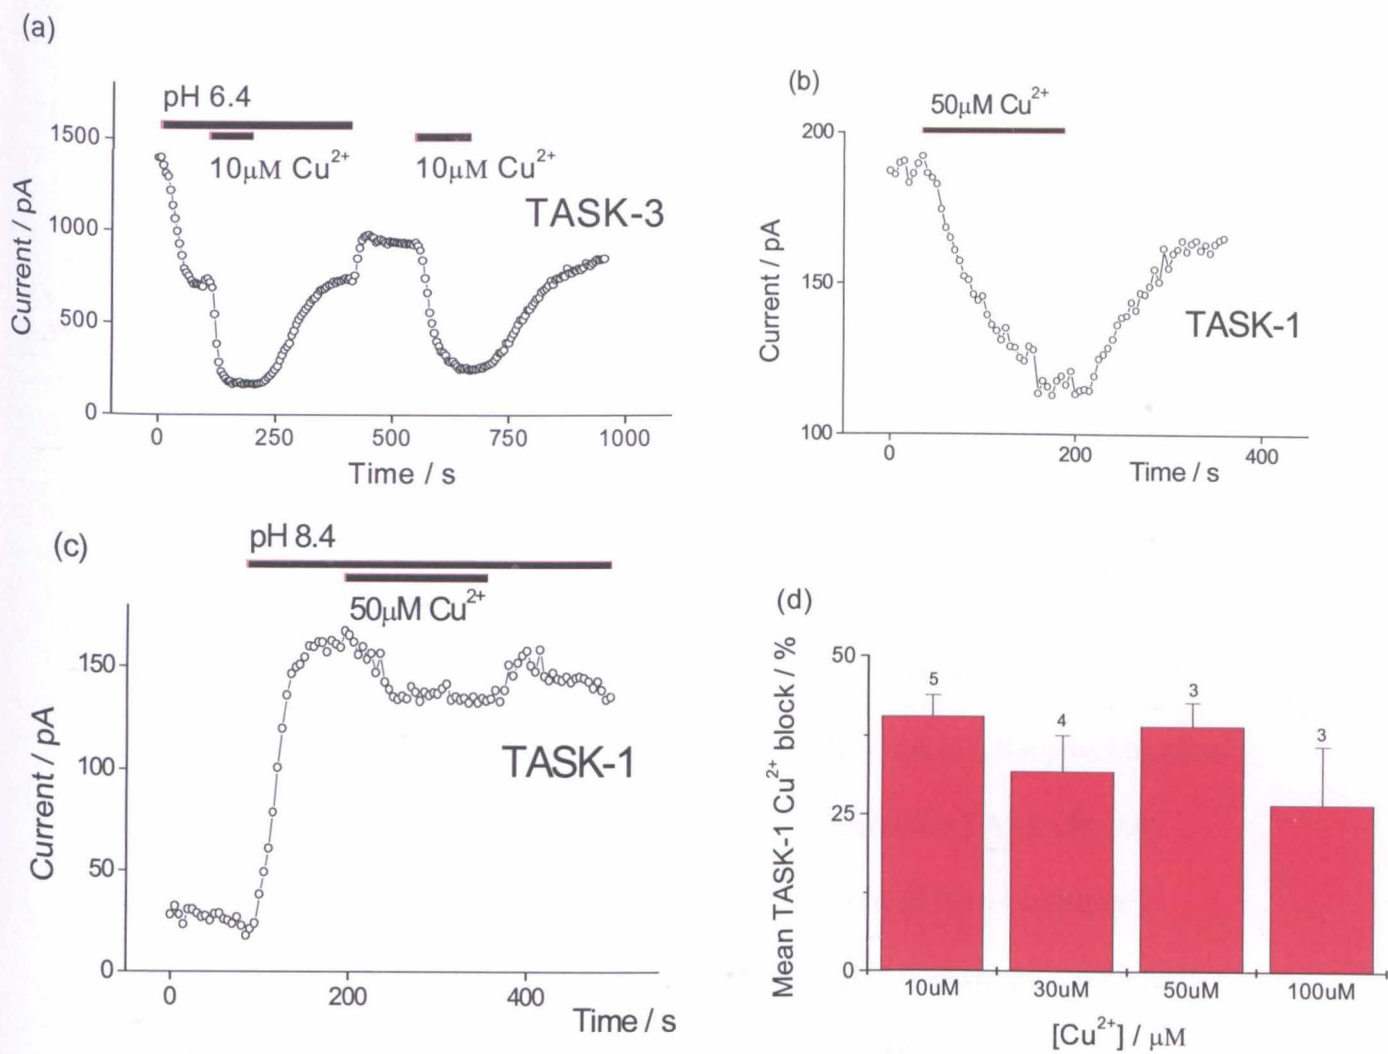 (a)
pH 6.4
10µM Cu²⁺
10µM Cu²⁺
TASK-3
1500
1000
500
0
Current / pA
0 250 500 750 1000
Time / s
(b)
50µM Cu²⁺
200
150
100
Current / pA
TASK-1
0 200 400
Time / s
(c)
pH 8.4
50µM Cu²⁺
150
100
50
0
Current / pA
TASK-1
0 200 400
Time / s
(d)
50
25
0
Mean TASK-1 Cu²⁺ block / %
5 4 3 3
10uM 30uM 50uM 100uM
[Cu²⁺] / µM